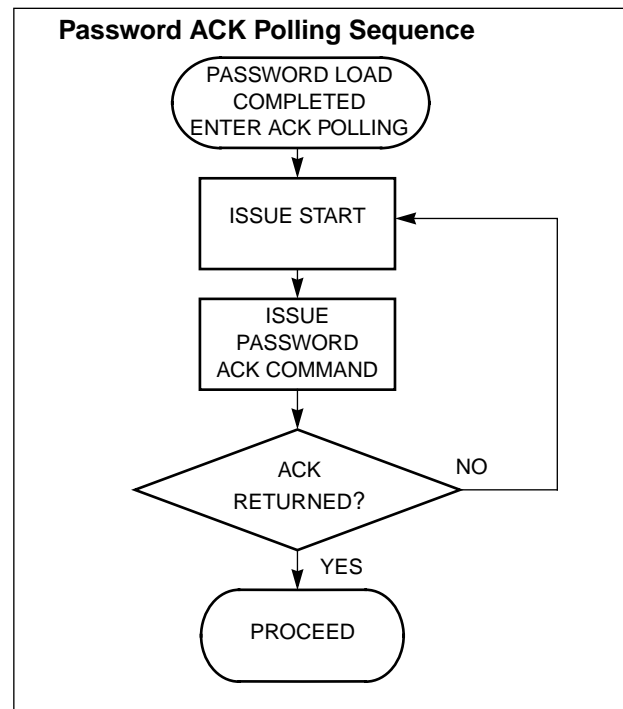 Password ACK Polling Sequence
PASSWORD LOAD
COMPLETED
ENTER ACK POLLING
ISSUE START
ISSUE
PASSWORD
ACK COMMAND
ACK
RETURNED?
NO
YES
PROCEED